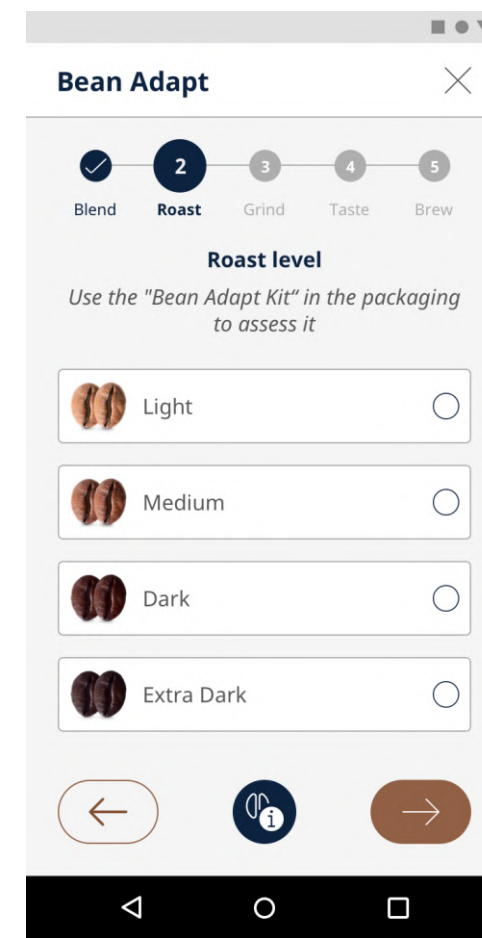 Bean Adapt
2 3 4 5
Blend Roast Grind Taste Brew
Roast level
Use the "Bean Adapt Kit“ in the packaging
to assess it
Light
Medium
Dark
Extra Dark
i